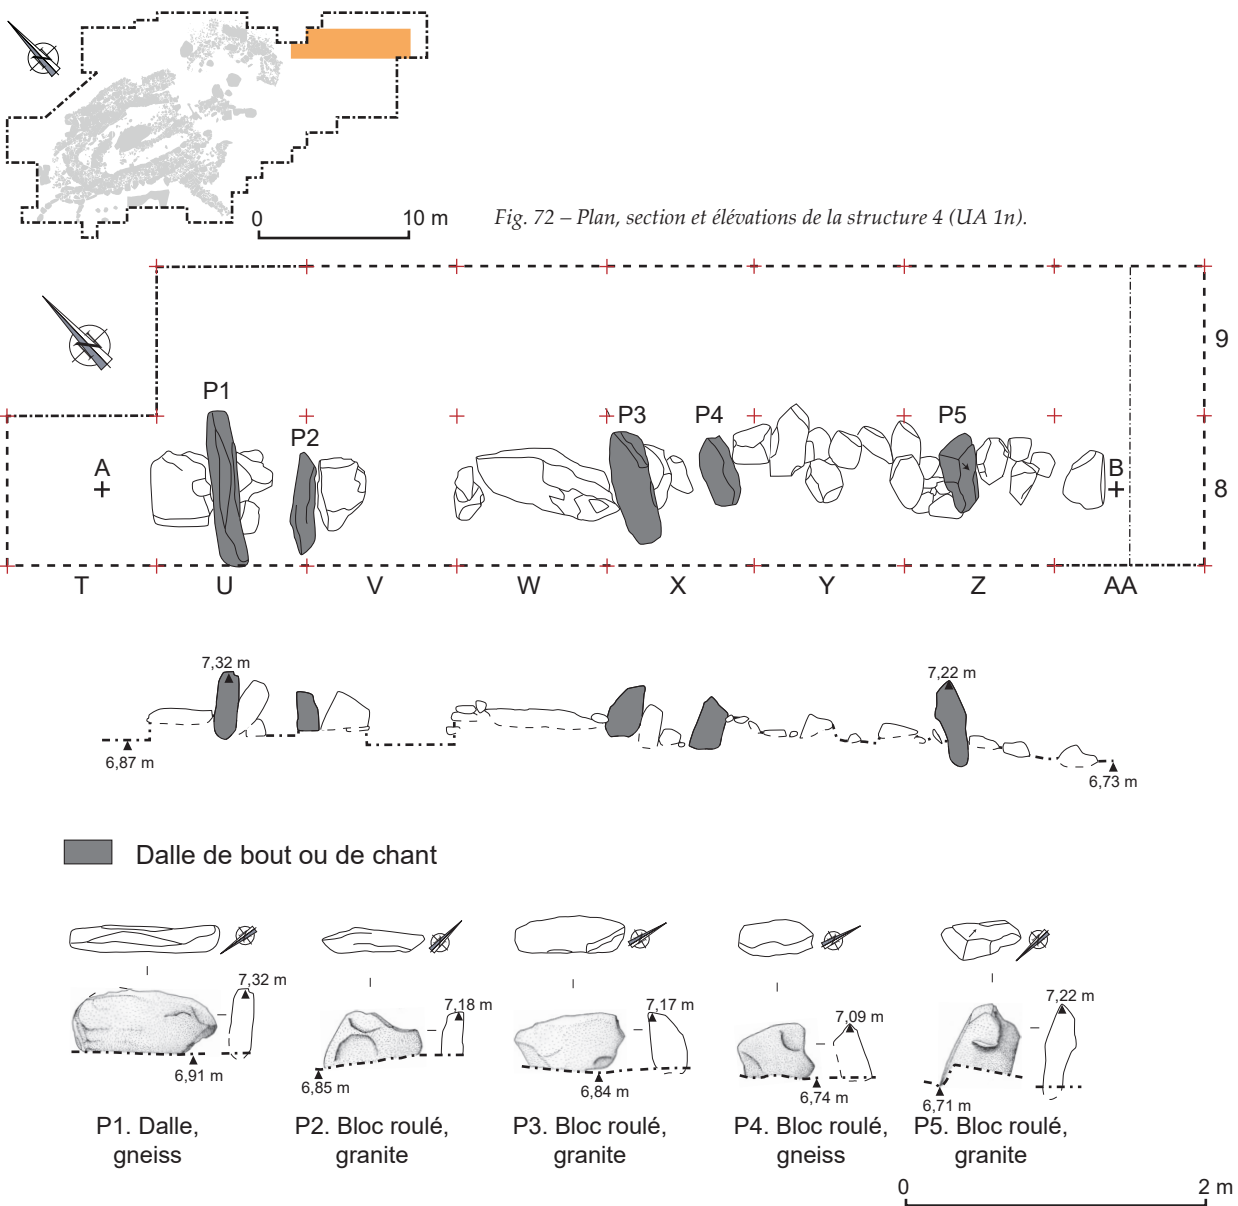 0 10 m
Fig. 72 – Plan, section et élévations de la structure 4 (UA 1n).
9
P1
P2
P3
P4
P5
A
B
8
T U V W X Y Z AA
7,32 m
7,22 m
6,87 m
6,73 m
Dalle de bout ou de chant
7,32 m
7,18 m
7,17 m
7,09 m
7,22 m
6,91 m
6,85 m
6,84 m
6,74 m
6,71 m
P1. Dalle,
gneiss
P2. Bloc roulé,
granite
P3. Bloc roulé,
granite
P4. Bloc roulé,
gneiss
P5. Bloc roulé,
granite
0 2 m